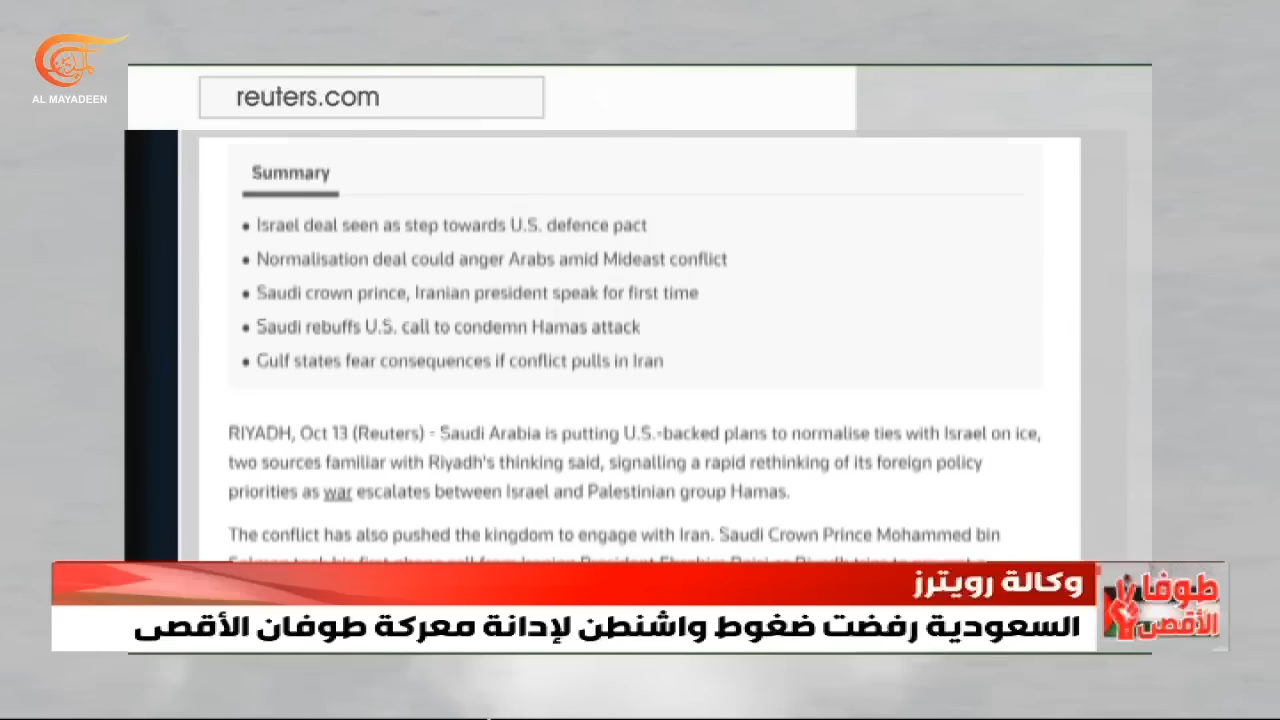 AL MAYADEEN
reuters.com
Summary
• Israel deal seen as step towards U.S. defence pact
• Normalisation deal could anger Arabs amid Mideast conflict
• Saudi crown prince, Iranian president speak for first time
• Saudi rebuffs U.S. call to condemn Hamas attack
• Gulf states fear consequences if conflict pulls in Iran
RIYADH, Oct 13 (Reuters) - Saudi Arabia is putting U.S.-backed plans to normalise ties with Israel on ice,
two sources familiar with Riyadh's thinking said, signalling a rapid rethinking of its foreign policy
priorities as war escalates between Israel and Palestinian group Hamas.
The conflict has also pushed the kingdom to engage with Iran. Saudi Crown Prince Mohammed bin
وكالة رويترز
السعودية رفضت ضغوط واشنطن لإدانة معركة طوفان الأقصى
طوفان
الأقصى